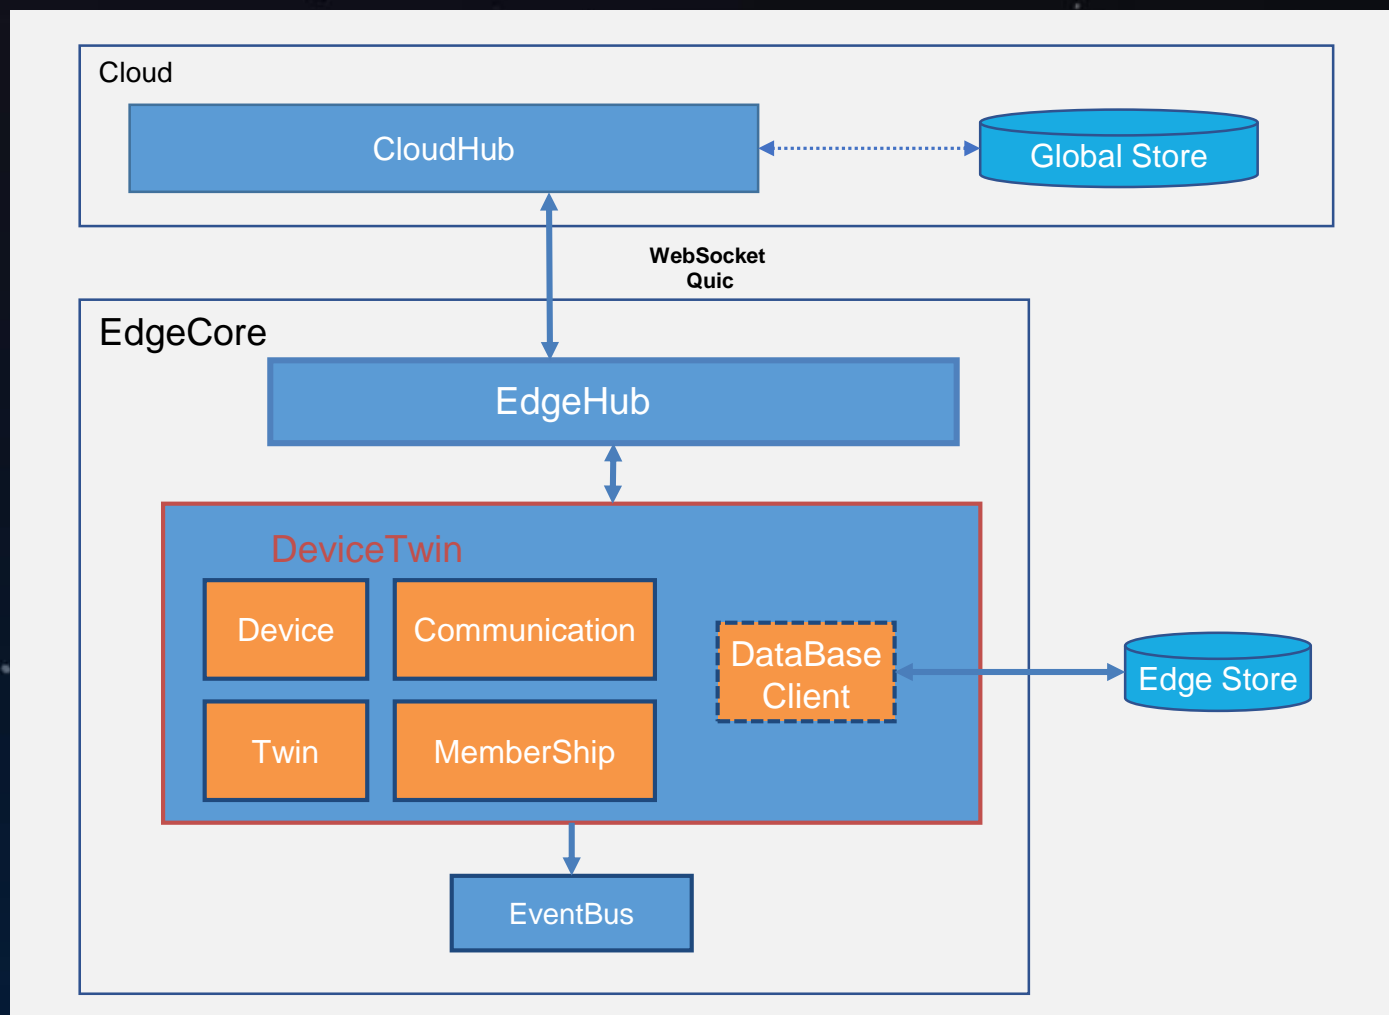 Cloud
CloudHub
Global Store
WebSocket
Quic
EdgeCore
EdgeHub
DeviceTwin
Device
Communication
DataBase
Client
Edge Store
Twin
MemberShip
EventBus